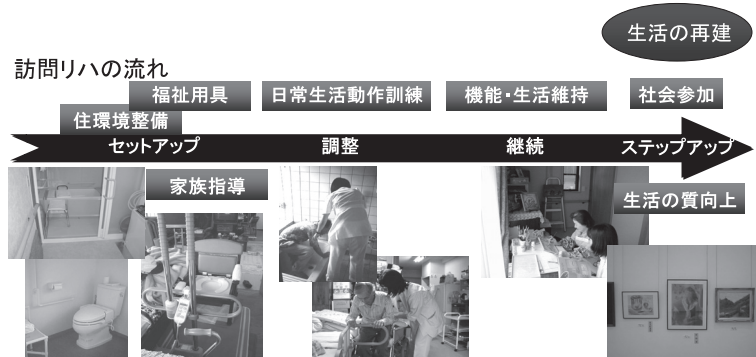 生活の再建
訪問リハの流れ
福祉用具
日常生活動作訓練
機能・生活維持
社会参加
住環境整備
セットアップ
調整
継続
ステップアップ
家族指導
生活の質向上